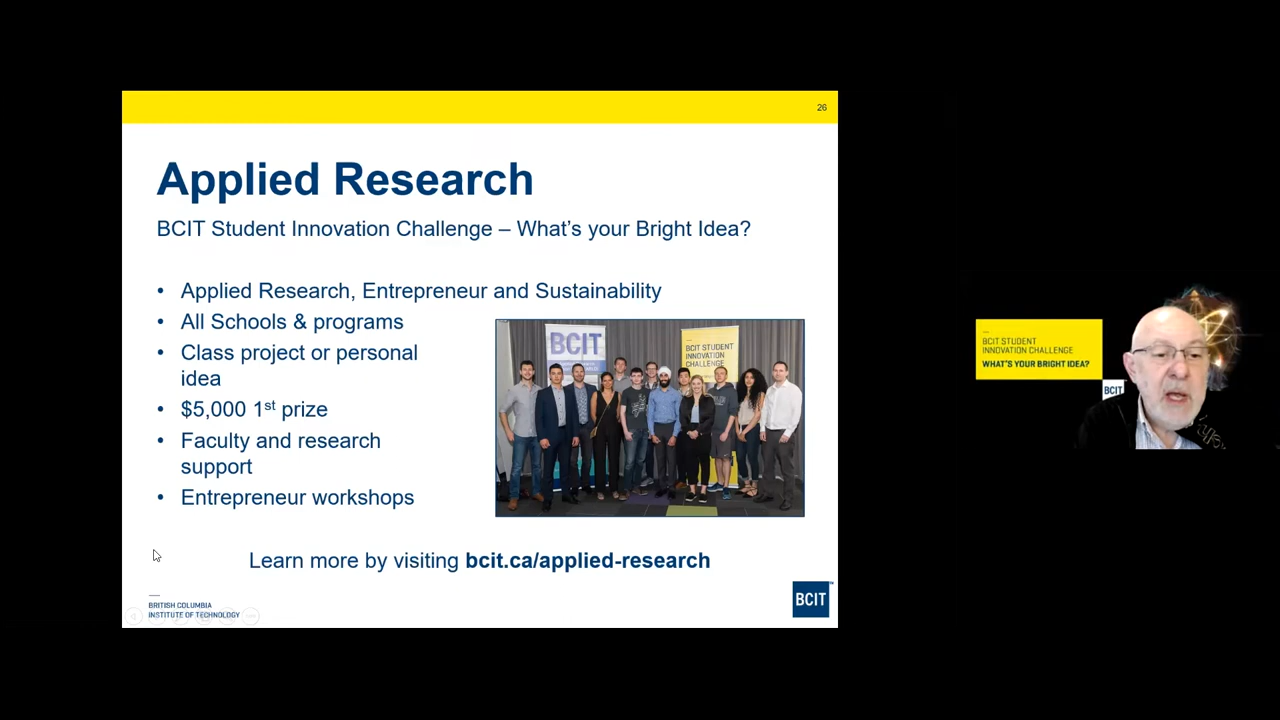 26
Applied Research
BCIT Student Innovation Challenge – What's your Bright Idea?
• Applied Research, Entrepreneur and Sustainability
• All Schools & programs
• Class project or personal
idea
• $5,000 1st prize
• Faculty and research
support
• Entrepreneur workshops
BCIT
BCIT STUDENT
INNOVATION
CHALLENGE
Learn more by visiting bcit.ca/applied-research
BRITISH COLUMBIA
INSTITUTE OF TECHNOLOGY
BCIT
BCIT STUDENT
INNOVATION CHALLENGE
WHAT'S YOUR BRIGHT IDEA?
BCIT